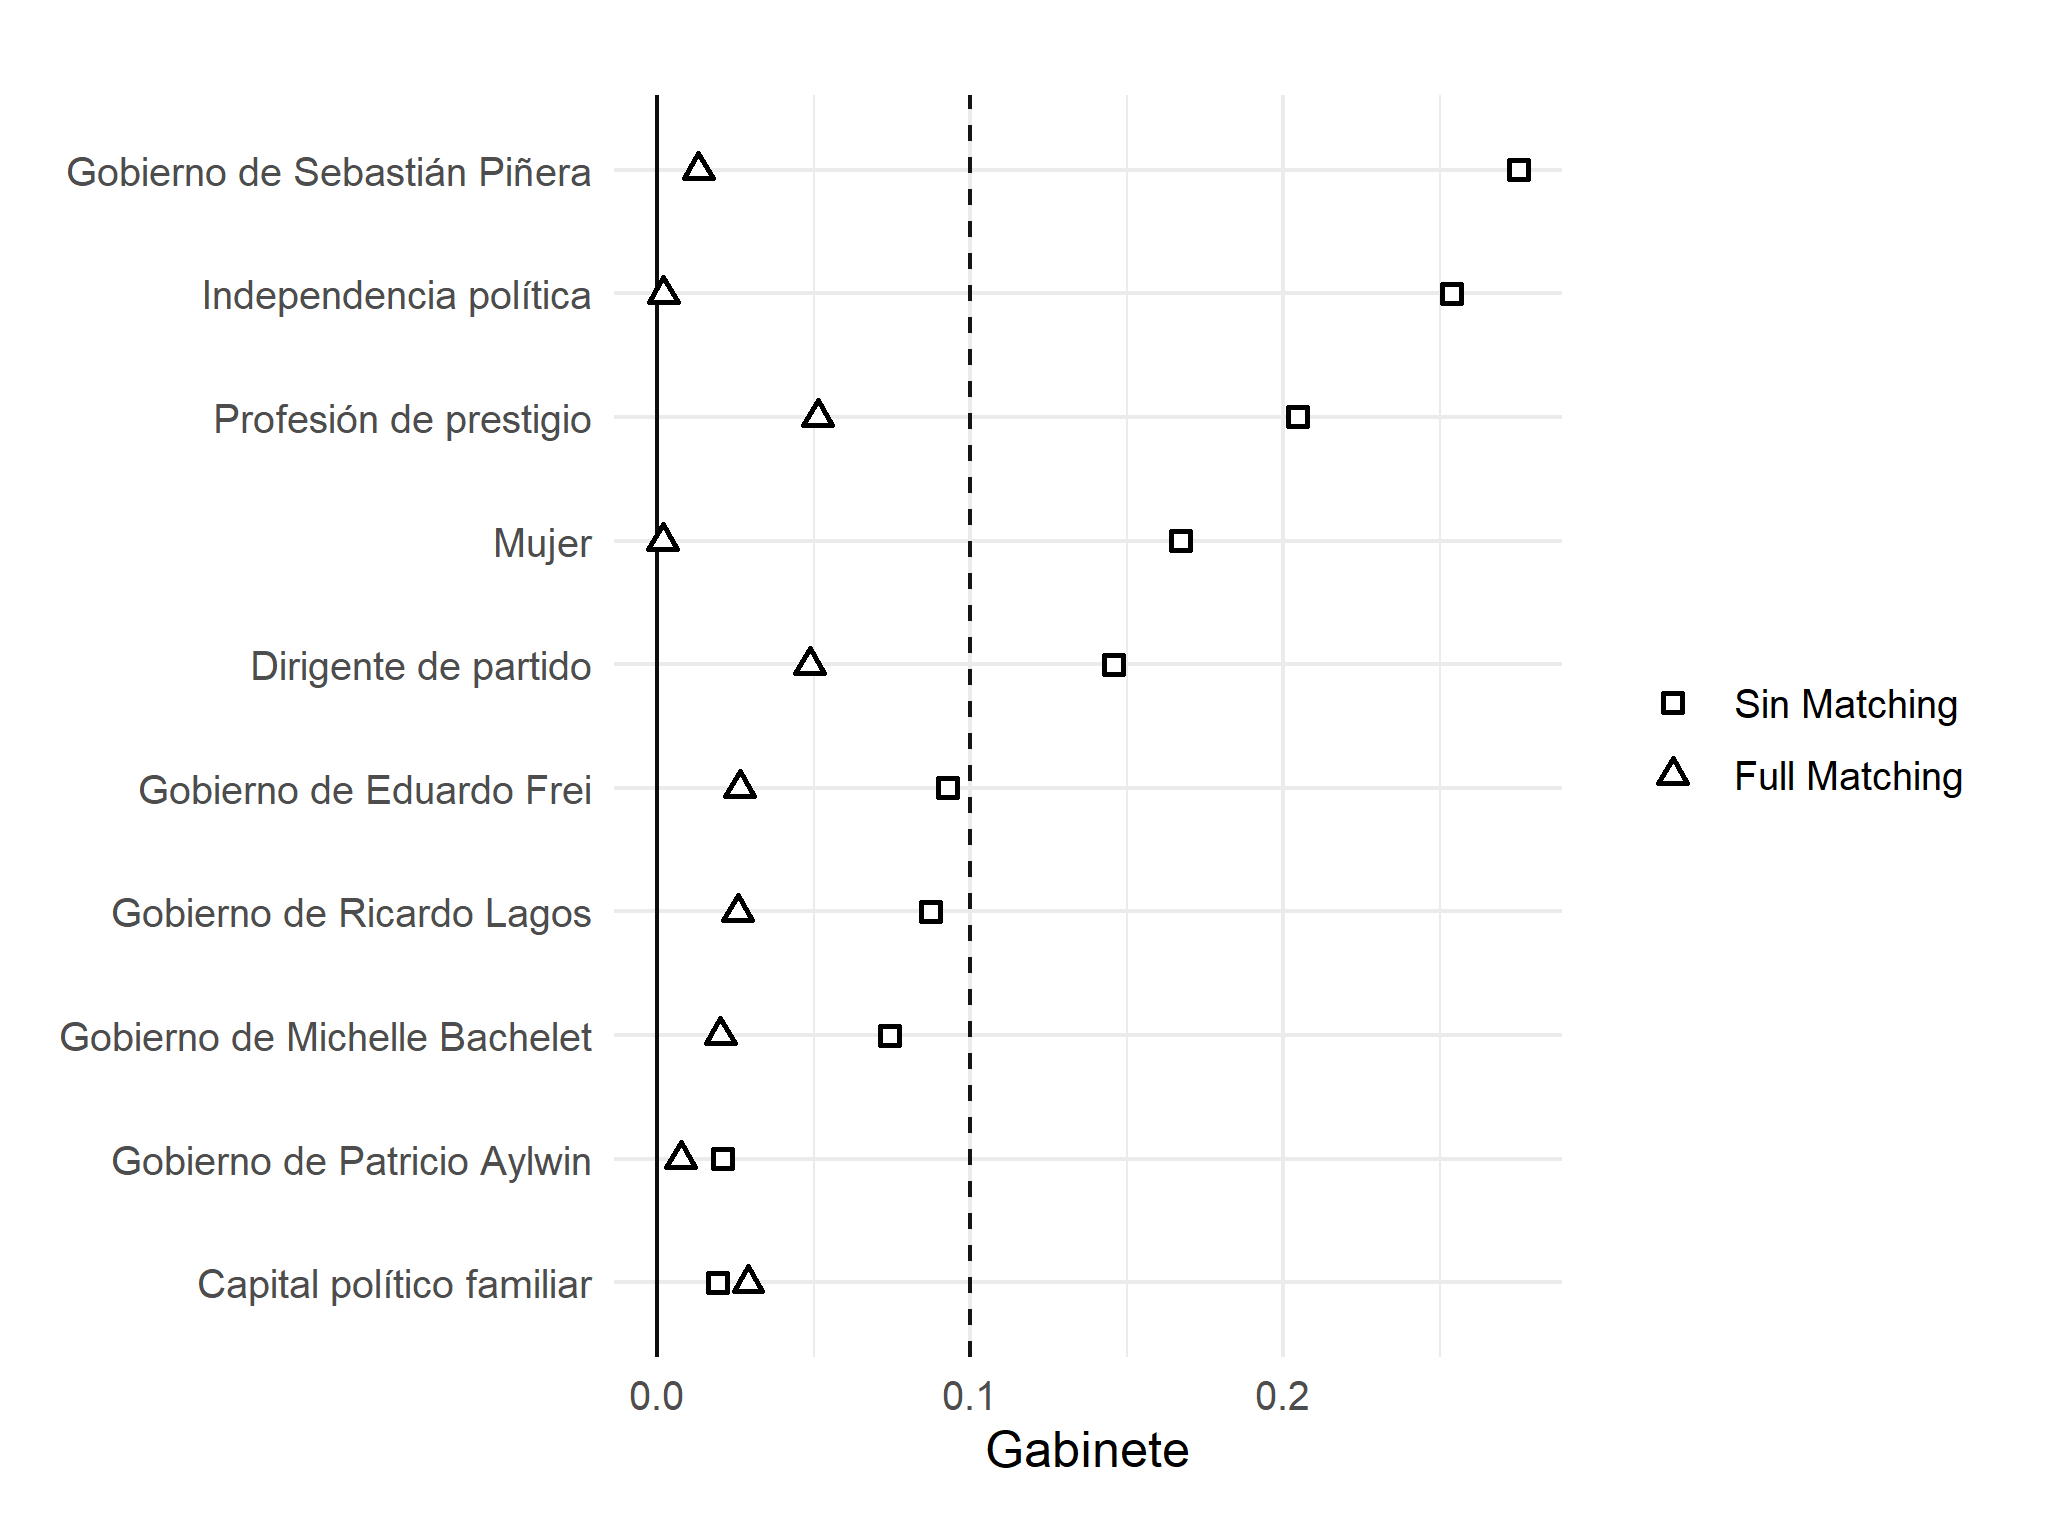 Gobierno de Sebastián Piñera
Independencia política
Profesión de prestigio
Mujer
Dirigente de partido
Gobierno de Eduardo Frei
Gobierno de Ricardo Lagos
Gobierno de Michelle Bachelet
Gobierno de Patricio Aylwin
Capital político familiar
0.0 0.1 0.2
Gabinete
Sin Matching
Full Matching